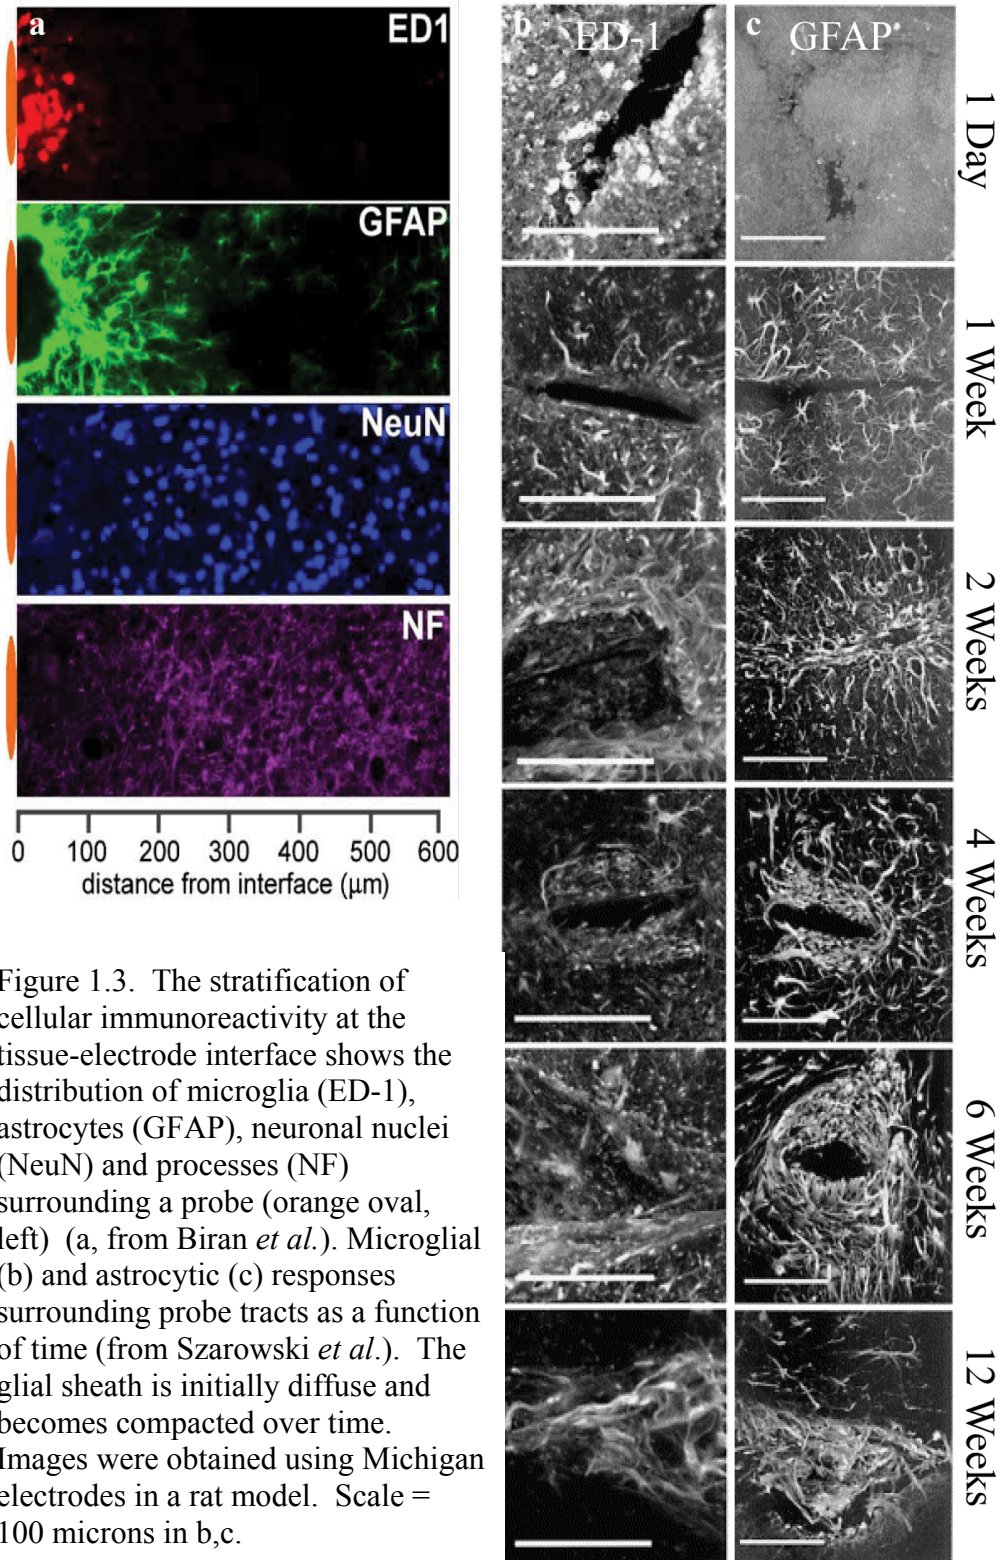 a
ED1
GFAP
NeuN
NF
0 100 200 300 400 500 600
distance from interface (μm)
b ED-1
c GFAP
1 Day
1 Week
2 Weeks
4 Weeks
6 Weeks
12 Weeks
Figure 1.3. The stratification of
cellular immunoreactivity at the
tissue-electrode interface shows the
distribution of microglia (ED-1),
astrocytes (GFAP), neuronal nuclei
(NeuN) and processes (NF)
surrounding a probe (orange oval,
left) (a, from Biran et al.). Microglial
(b) and astrocytic (c) responses
surrounding probe tracts as a function
of time (from Szarowski et al.). The
glial sheath is initially diffuse and
becomes compacted over time.
Images were obtained using Michigan
electrodes in a rat model. Scale =
100 microns in b,c.